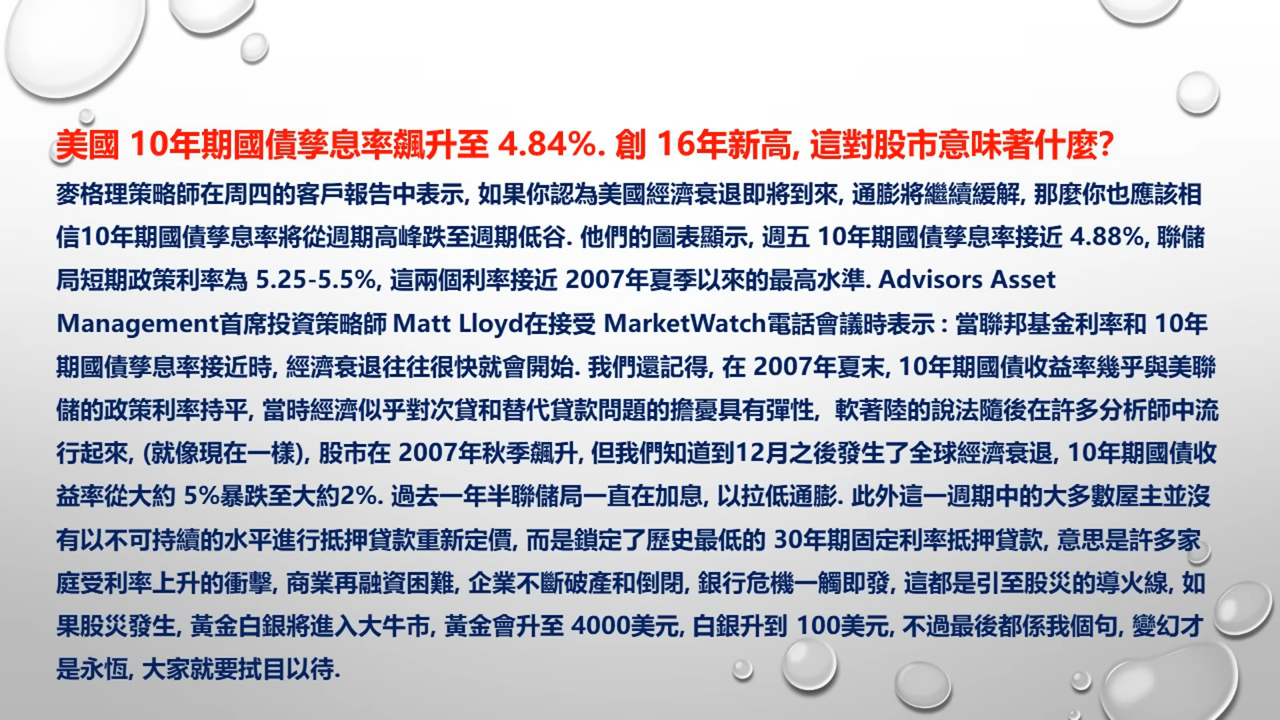 美國 10年期國債孳息率飆升至 4.84%. 創 16年新高, 這對股市意味著什麼?
麥格理策略師在周四的客戶報告中表示, 如果你認為美國經濟衰退即將到來, 通膨將繼續緩解, 那麼你也應該相
信10年期國債孳息率將從週期高峰跌至週期低谷. 他們的圖表顯示, 週五 10年期國債孳息率接近 4.88%, 聯儲
局短期政策利率為 5.25-5.5%, 這兩個利率接近 2007年夏季以來的最高水準. Advisors Asset
Management首席投資策略師 Matt Lloyd在接受 MarketWatch電話會議時表示 : 當聯邦基金利率和 10年
期國債孳息率接近時, 經濟衰退往往很快就會開始. 我們還記得, 在 2007年夏末, 10年期國債收益率幾乎與美聯
儲的政策利率持平, 當時經濟似乎對次貸和替代貸款問題的擔憂具有彈性,  軟著陸的說法隨後在許多分析師中流
行起來, (就像現在一樣), 股市在 2007年秋季飆升, 但我們知道到12月之後發生了全球經濟衰退, 10年期國債收
益率從大約 5%暴跌至大約2%. 過去一年半聯儲局一直在加息, 以拉低通膨. 此外這一週期中的大多數屋主並沒
有以不可持續的水平進行抵押貸款重新定價, 而是鎖定了歷史最低的 30年期固定利率抵押貸款, 意思是許多家
庭受利率上升的衝擊, 商業再融資困難, 企業不斷破產和倒閉, 銀行危機一觸即發, 這都是引至股災的導火線, 如
果股災發生, 黃金白銀將進入大牛市, 黃金會升至 4000美元, 白銀升到 100美元, 不過最後都係我個句, 變幻才
是永恆, 大家就要拭目以待.